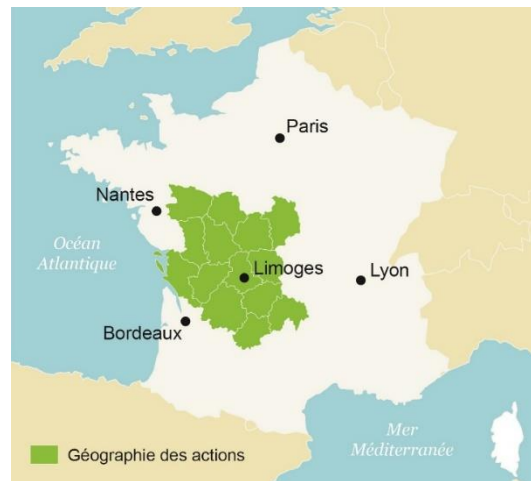 Paris
Nantes
Océan
Atlantique
Limoges
Lyon
Bordeaux
Mer
Méditerranée
Géographie des actions